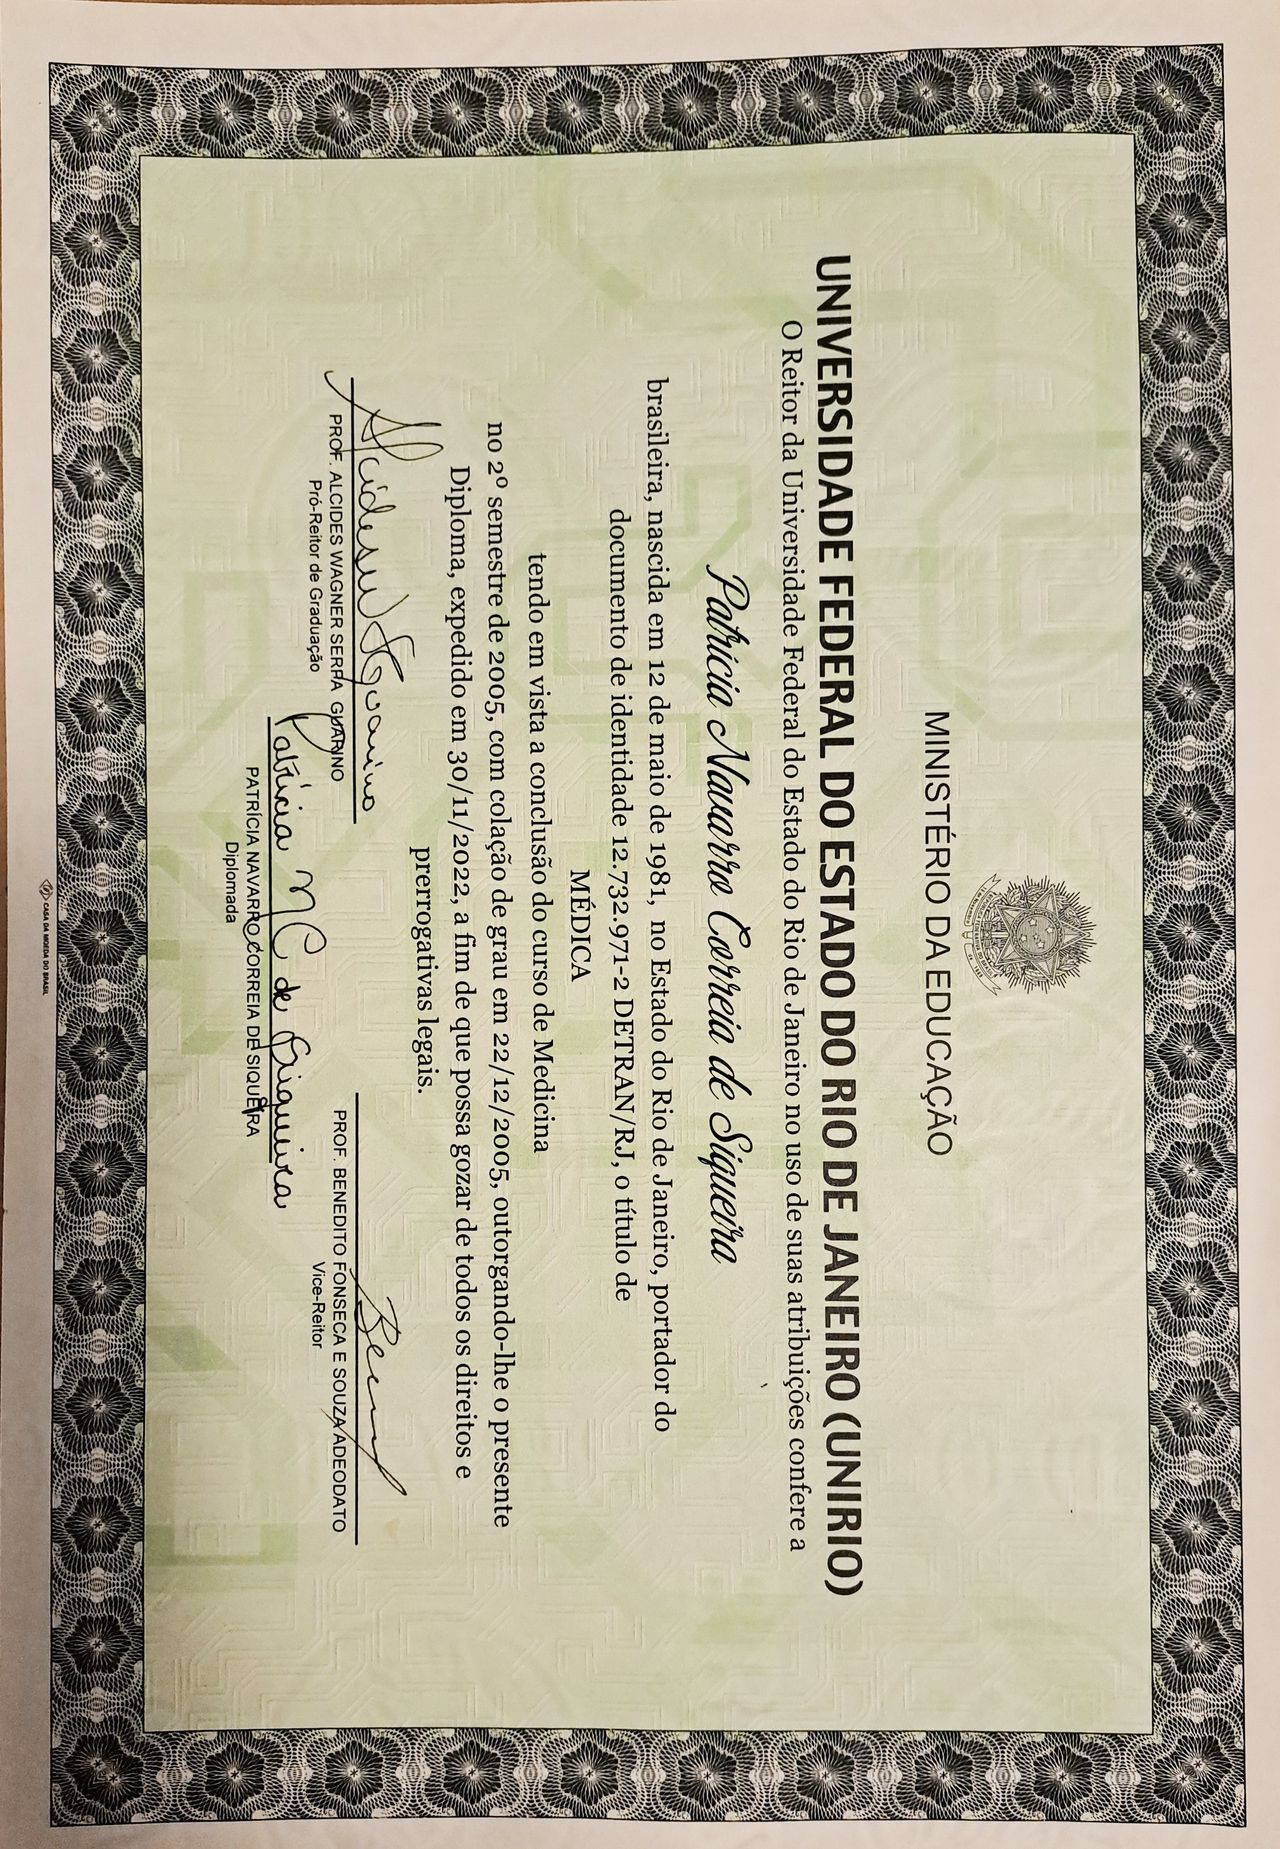 MINISTÉRIO DA EDUCAÇÃO
UNIVERSIDADE FEDERAL DO ESTADO DO RIO DE JANEIRO (UNIRIO)
O Reitor da Universidade Federal do Estado do Rio de Janeiro no uso de suas atribuições confere a
Patrícia Navarro Correia de Siqueira
brasileira, nascida em 12 de maio de 1981, no Estado do Rio de Janeiro, portador do
documento de identidade 12.732.971-2 DETRAN/RJ, o título de
MÉDICA
tendo em vista a conclusão do curso de Medicina
no 2º semestre de 2005, com colação de grau em 22/12/2005, outorgando-lhe o presente
Diploma, expedido em 30/11/2022, a fim de que possa gozar de todos os direitos e
prerrogativas legais.
PROF. ALCIDES WAGNER SERPA GUARINO
Pró-Reitor de Graduação
PROF. BENEDITO FONSECA E SOUZA ADEODATO
Vice-Reitor
Patrícia N C de Siqueira
PATRÍCIA NAVARRO CORREIA DE SIQUEIRA
Diplomada
CASA DA MOEDA DO BRASIL